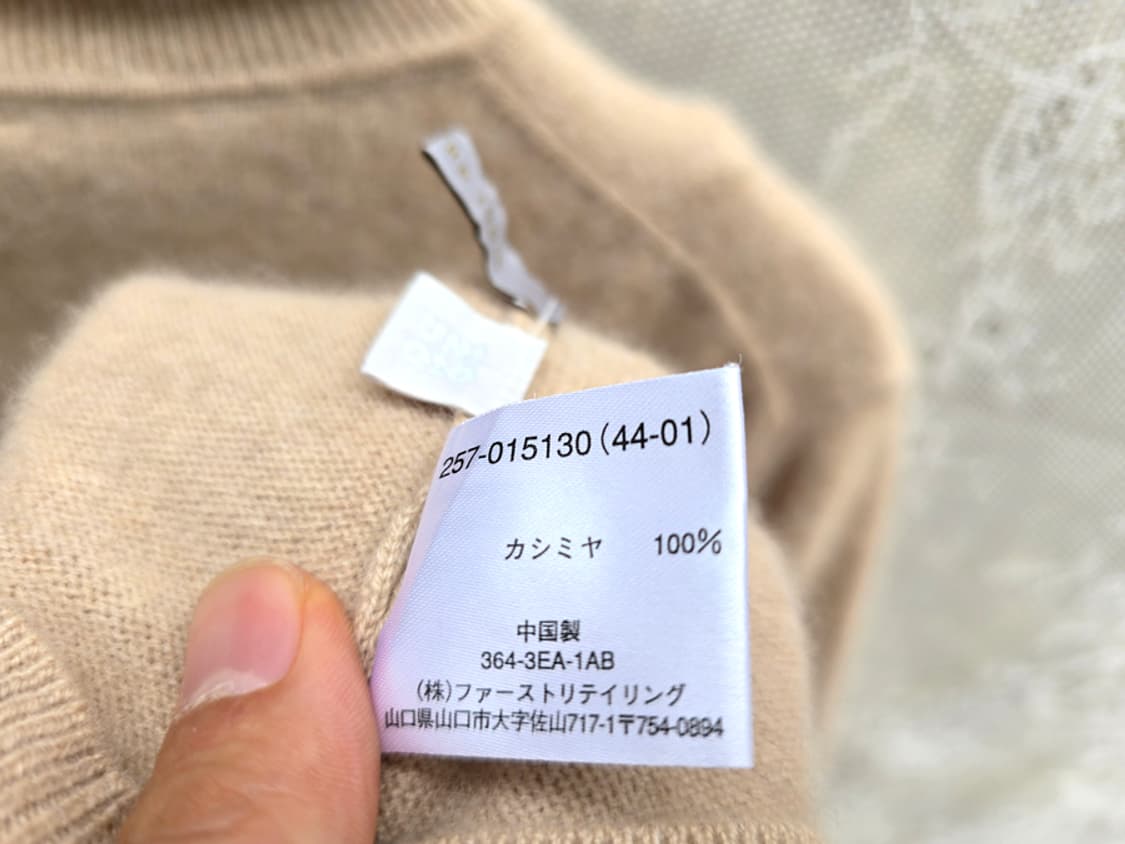 257-015130(44-01)
カシミヤ 100%
中国製
364-3EA-1AB
(株)ファーストリテイリング
山口県山口市大字佐山717-1〒754-0894